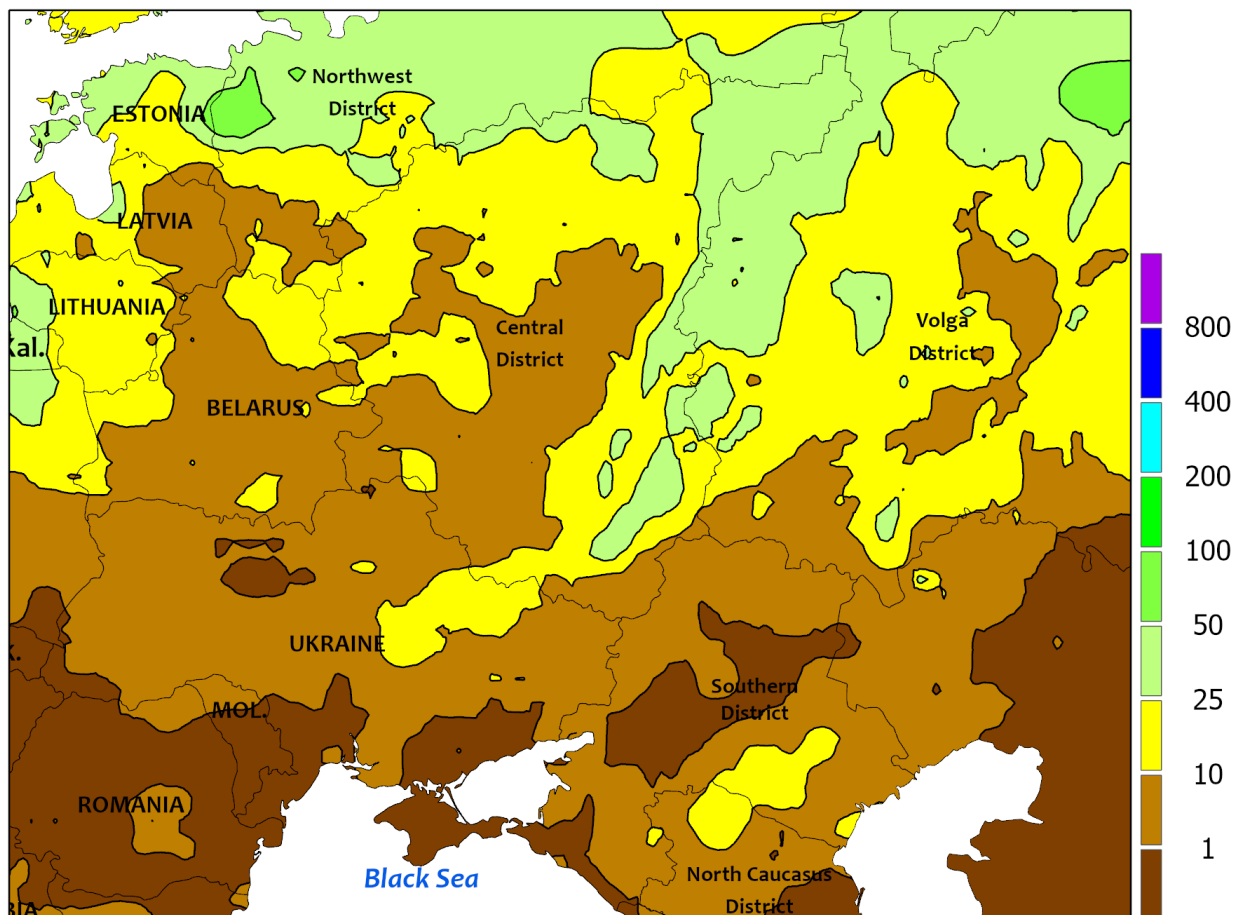 Northwest
District
ESTONIA
LATVIA
LITHUANIA
Kal.
Central
District
Volga
District
BELARUS
UKRAINE
K.
Southern
District
MOL.
ROMANIA
Black Sea
North Caucasus
District
BIA
800
400
200
100
50
25
10
1